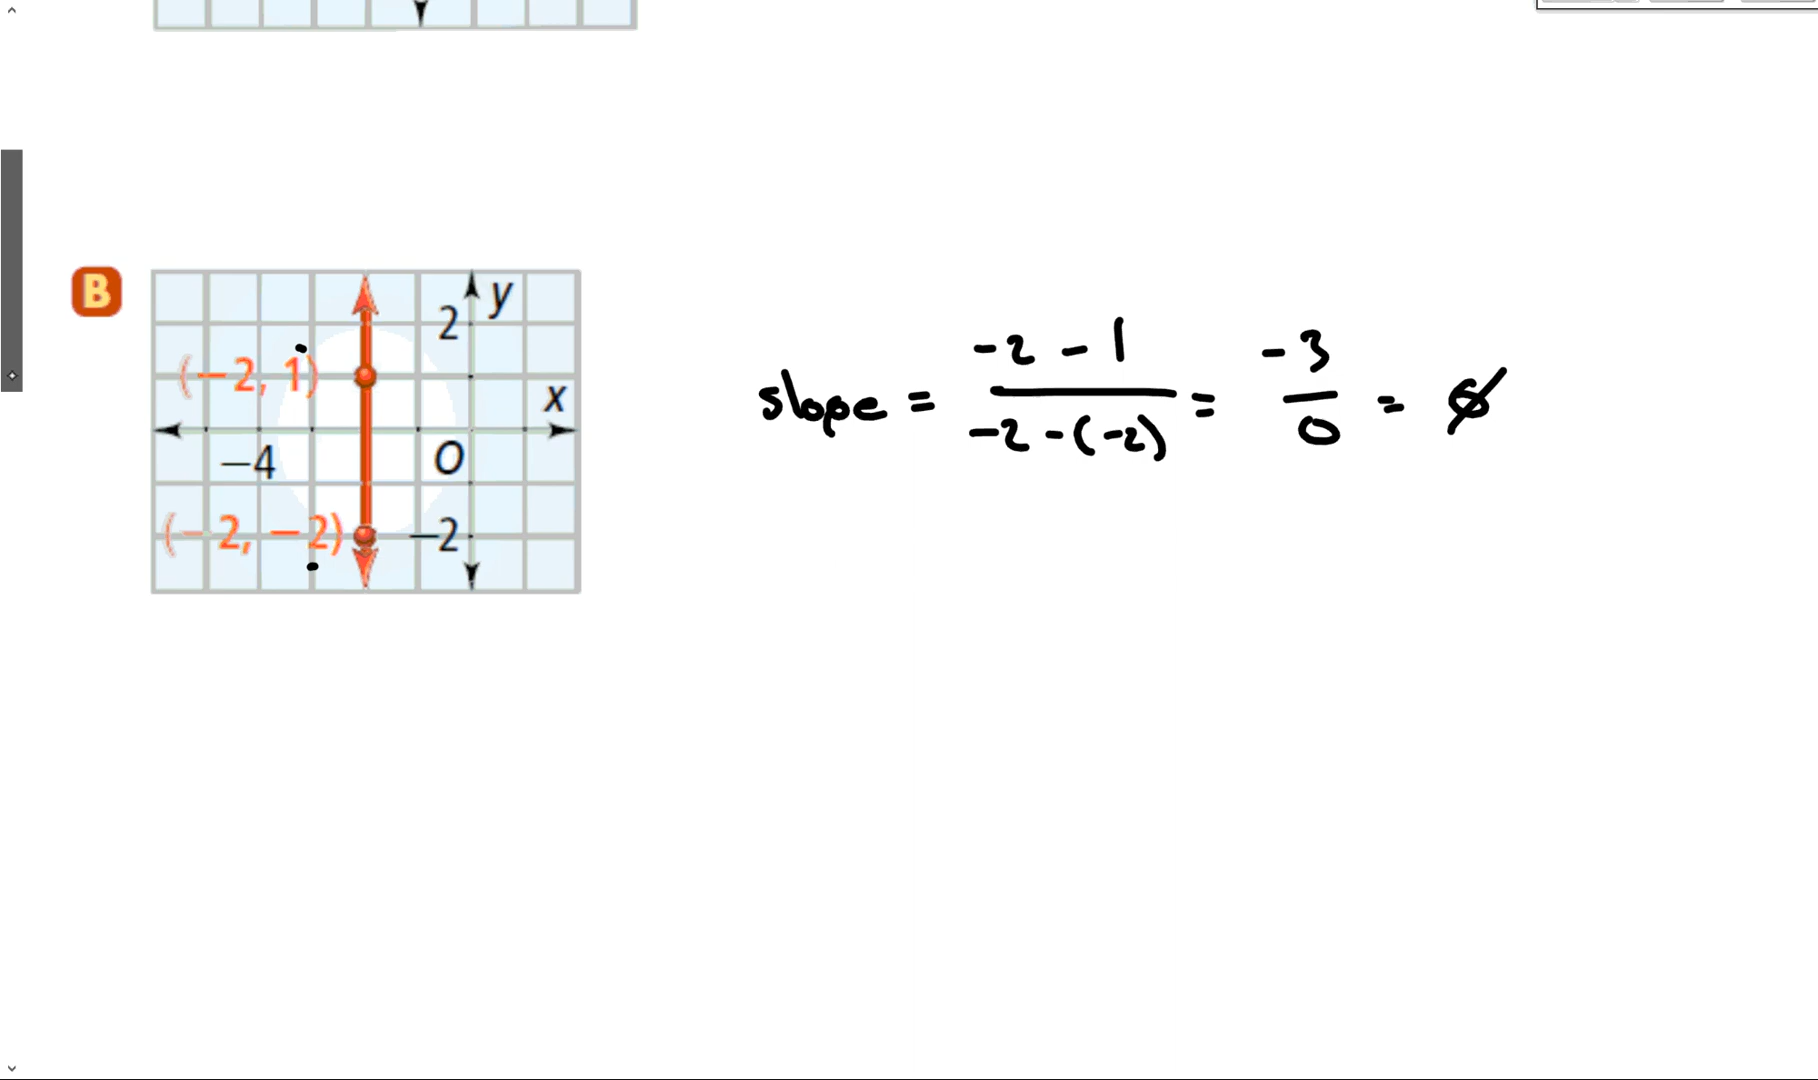 B
y
2
(−2, 1)
x
−4
O
(−2, −2)
−2
slope = -2 - 1 / -2 - (-2) = -3 / 0 = ∅